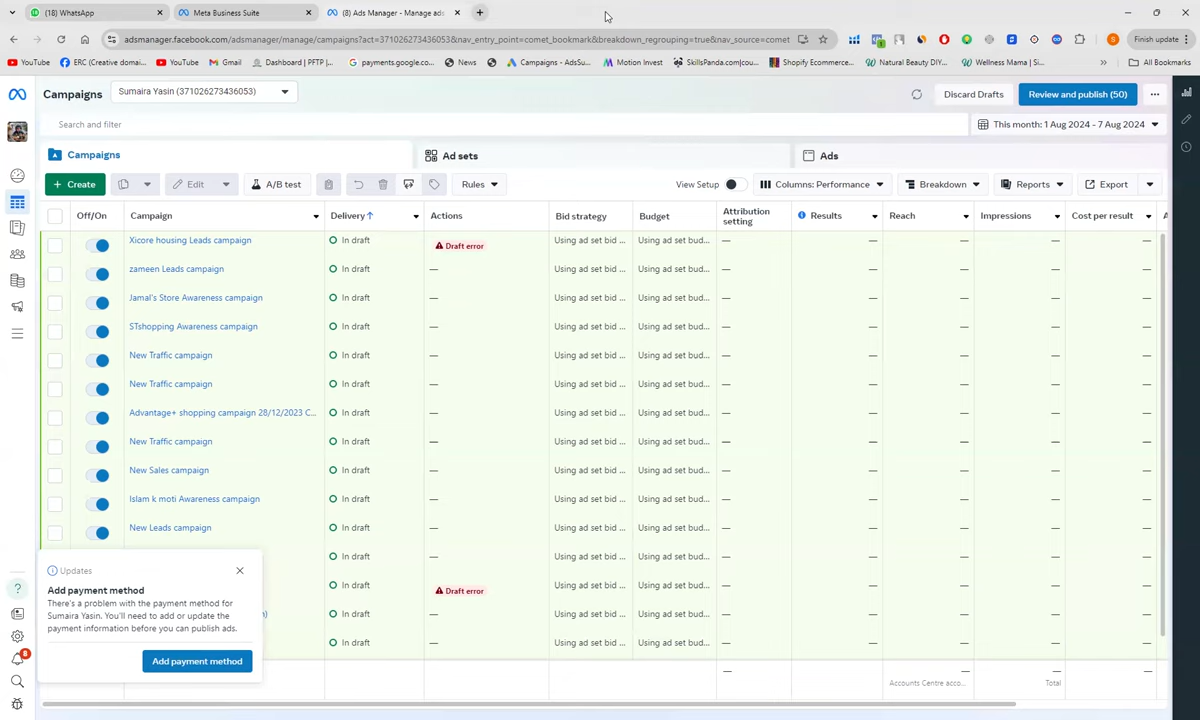 (18) WhatsApp
Meta Business Suite
(8) Ads Manager - Manage ads
adsmanager.facebook.com/adsmanager/manage/campaigns?act=371026273436053&nav_entry_point=comet_bookmark&breakdown_regrouping=true&nav_source=comet
Finish update
YouTube
ERC (Creative domai...
YouTube
Gmail
Dashboard | PFTP |...
payments.google.co...
News
Campaigns - AdsSu...
Motion Invest
SkillsPanda.com|cou...
Shopify Ecommerce...
Natural Beauty DIY...
Wellness Mama | Si...
All Bookmarks
Campaigns
Sumaira Yasin (371026273436053)
Discard Drafts
Review and publish (50)
Search and filter
This month: 1 Aug 2024 - 7 Aug 2024
Campaigns
Ad sets
Ads
+ Create
Edit
A/B test
Rules
View Setup
Columns: Performance
Breakdown
Reports
Export
Off/On
Campaign
Delivery↑
Actions
Bid strategy
Budget
Attribution
setting
Results
Reach
Impressions
Cost per result
A
Xicore housing Leads campaign In draft Draft error Using ad set bid ... Using ad set bud... — — — — —
zameen Leads campaign In draft — Using ad set bid ... Using ad set bud... — — — — —
Jamal's Store Awareness campaign In draft — Using ad set bid ... Using ad set bud... — — — — —
STshopping Awareness campaign In draft — Using ad set bid ... Using ad set bud... — — — — —
New Traffic campaign In draft — Using ad set bid ... Using ad set bud... — — — — —
New Traffic campaign In draft — Using ad set bid ... Using ad set bud... — — — — —
Advantage+ shopping campaign 28/12/2023 C... In draft — Using ad set bid ... Using ad set bud... — — — — —
New Traffic campaign In draft — Using ad set bid ... Using ad set bud... — — — — —
New Sales campaign In draft — Using ad set bid ... Using ad set bud... — — — — —
Islam k moti Awareness campaign In draft — Using ad set bid ... Using ad set bud... — — — — —
New Leads campaign In draft — Using ad set bid ... Using ad set bud... — — — — —
In draft — Using ad set bid ... Using ad set bud... — — — — —
In draft Draft error Using ad set bid ... Using ad set bud... — — — — —
) In draft — Using ad set bid ... Using ad set bud... — — — — —
In draft — Using ad set bid ... Using ad set bud... — — — — —
— — — —
Accounts Centre acco...
Total
Updates
Add payment method
There's a problem with the payment method for
Sumaira Yasin. You'll need to add or update the
payment information before you can publish ads.
Add payment method
8